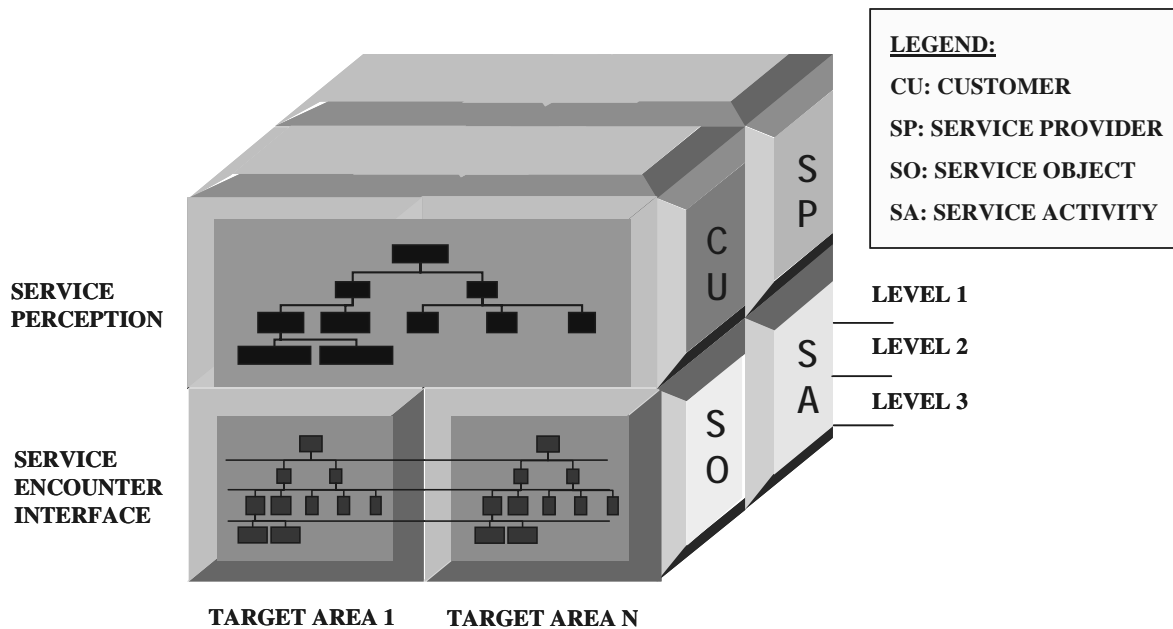 LEGEND:
CU: CUSTOMER
SP: SERVICE PROVIDER
SO: SERVICE OBJECT
SA: SERVICE ACTIVITY
S
P
C
U
SERVICE
PERCEPTION
LEVEL 1
LEVEL 2
LEVEL 3
S
A
S
O
SERVICE
ENCOUNTER
INTERFACE
TARGET AREA 1
TARGET AREA N